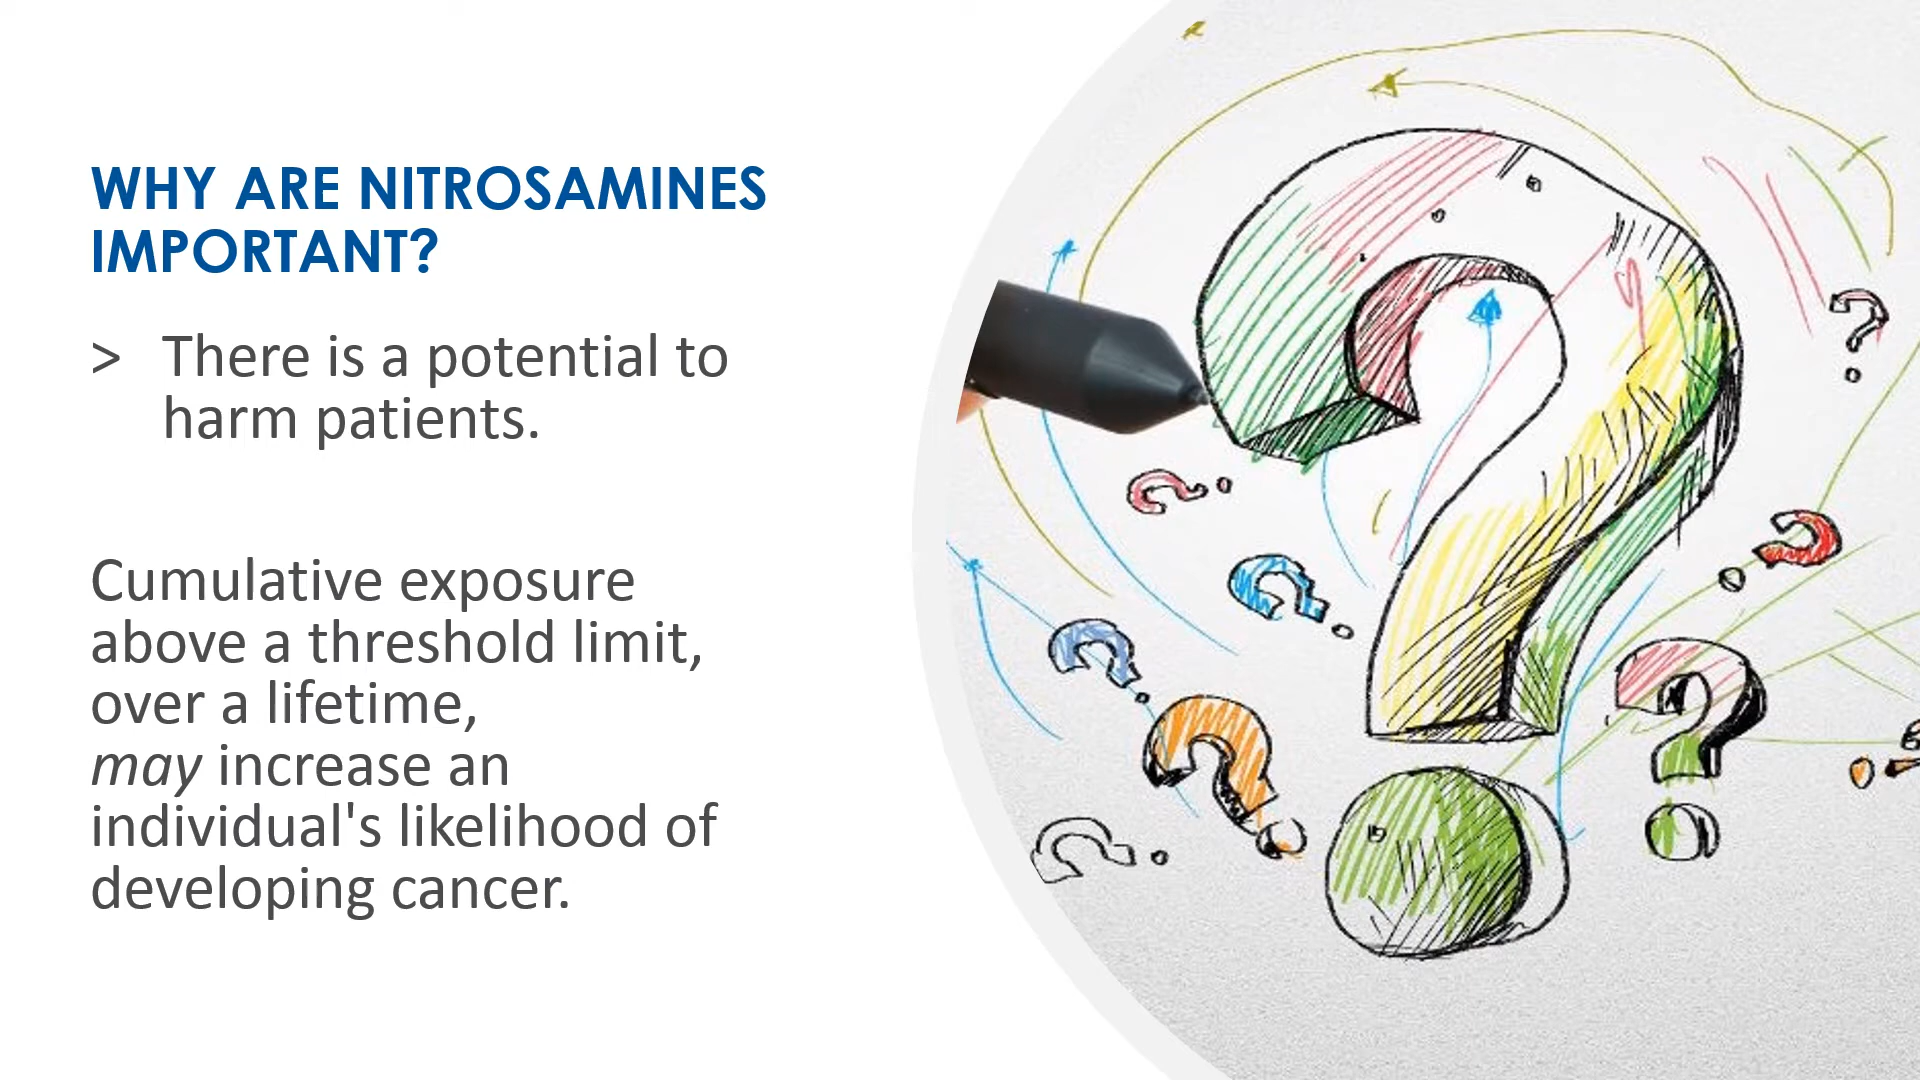 WHY ARE NITROSAMINES
IMPORTANT?
> There is a potential to
harm patients.
Cumulative exposure
above a threshold limit,
over a lifetime,
may increase an
individual's likelihood of
developing cancer.